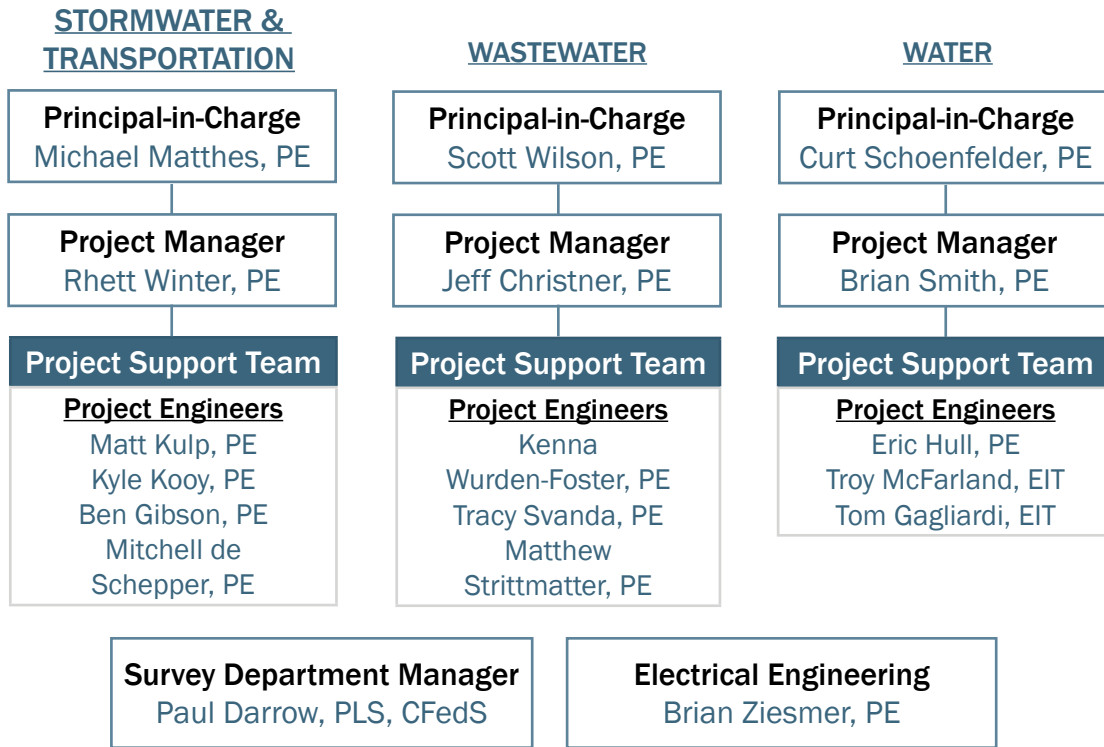 STORMWATER &
TRANSPORTATION
Principal-in-Charge
Michael Matthes, PE
Project Manager
Rhett Winter, PE
Project Support Team
Project Engineers
Matt Kulp, PE
Kyle Kooy, PE
Ben Gibson, PE
Mitchell de
Schepper, PE
WASTEWATER
Principal-in-Charge
Scott Wilson, PE
Project Manager
Jeff Christner, PE
Project Support Team
Project Engineers
Kenna
Wurden-Foster, PE
Tracy Svanda, PE
Matthew
Strittmatter, PE
WATER
Principal-in-Charge
Curt Schoenfelder, PE
Project Manager
Brian Smith, PE
Project Support Team
Project Engineers
Eric Hull, PE
Troy McFarland, EIT
Tom Gagliardi, EIT
Survey Department Manager
Paul Darrow, PLS, CFedS
Electrical Engineering
Brian Ziesmer, PE